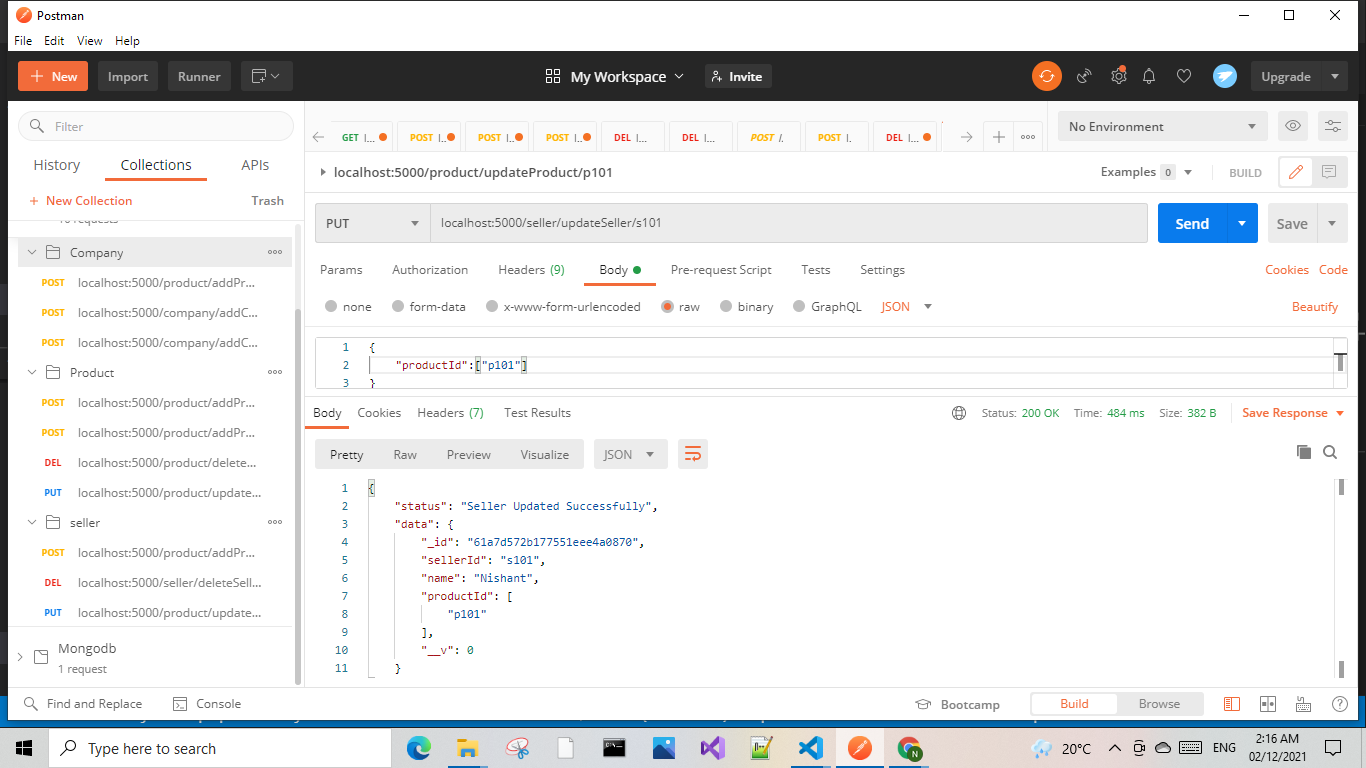 Postman
File Edit View Help
+ New Import Runner My Workspace Invite Upgrade
Filter
History Collections APIs
+ New Collection Trash
Company
POST localhost:5000/product/addPr...
POST localhost:5000/company/addC...
POST localhost:5000/company/addC...
Product
POST localhost:5000/product/addPr...
POST localhost:5000/product/addPr...
DEL localhost:5000/product/delete...
PUT localhost:5000/product/update...
seller
POST localhost:5000/product/addPr...
DEL localhost:5000/seller/deleteSell...
PUT localhost:5000/product/update...
Mongodb
1 request
GET l... POST l... POST l... POST l... DEL l... DEL l... POST l. POST l. DEL l...
No Environment
localhost:5000/product/updateProduct/p101
Examples 0 BUILD
PUT localhost:5000/seller/updateSeller/s101 Send Save
Params Authorization Headers (9) Body Pre-request Script Tests Settings Cookies Code
none form-data x-www-form-urlencoded raw binary GraphQL JSON Beautify
1 {
2 "productId":["p101"]
3 }
Body Cookies Headers (7) Test Results Status: 200 OK Time: 484 ms Size: 382 B Save Response
Pretty Raw Preview Visualize JSON
1 {
2 "status": "Seller Updated Successfully",
3 "data": {
4 "_id": "61a7d572b177551eee4a0870",
5 "sellerId": "s101",
6 "name": "Nishant",
7 "productId": [
8 "p101"
9 ],
10 "__v": 0
11 }
Find and Replace Console Bootcamp Build Browse
Type here to search
20°C ENG
2:16 AM
02/12/2021